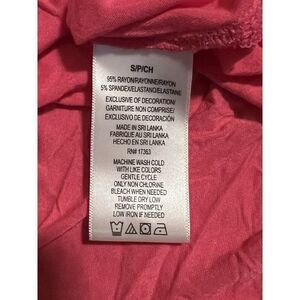 S/P/CH
95% RAYON/RAYONNE/RAYON
5% SPANDEX/ELASTANO/ELASTANE
EXCLUSIVE OF DECORATION/
GARNITURE NON COMPRISE/
EXCLUSIVO DE DECORACIÓN
MADE IN SRI LANKA
FABRIQUÉ AU SRI LANKA
HECHO EN SRI LANKA
RN# 17363
MACHINE WASH COLD
WITH LIKE COLORS
GENTLE CYCLE
ONLY NON CHLORINE
BLEACH WHEN NEEDED
TUMBLE DRY LOW
REMOVE PROMPTLY
LOW IRON IF NEEDED